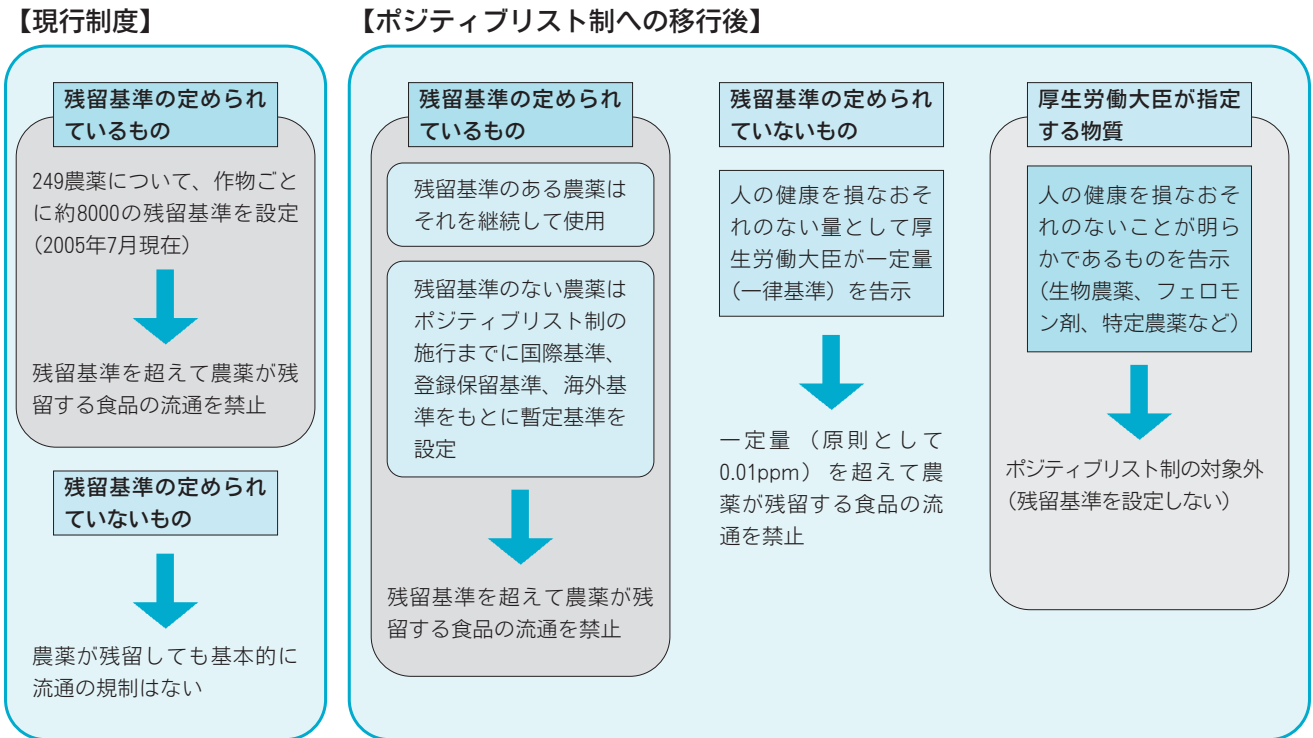 【現行制度】
残留基準の定められ
ているもの
249農薬について、作物ごと
に約8000の残留基準を設定
（2005年7月現在）
残留基準を超えて農薬が残
留する食品の流通を禁止
残留基準の定められ
ていないもの
農薬が残留しても基本的に
流通の規制はない
【ポジティブリスト制への移行後】
残留基準の定められ
ているもの
残留基準のある農薬は
それを継続して使用
残留基準のない農薬は
ポジティブリスト制の
施行までに国際基準、
登録保留基準、海外基
準をもとに暫定基準を
設定
残留基準を超えて農薬が残
留する食品の流通を禁止
残留基準の定められ
ていないもの
人の健康を損なおそ
れのない量として厚
生労働大臣が一定量
（一律基準）を告示
一定量（原則として
0.01ppm）を超えて農
薬が残留する食品の流
通を禁止
厚生労働大臣が指定
する物質
人の健康を損なおそ
れのないことが明ら
かであるものを告示
（生物農薬、フェロモ
ン剤、特定農薬など）
ポジティブリスト制の対象外
（残留基準を設定しない）